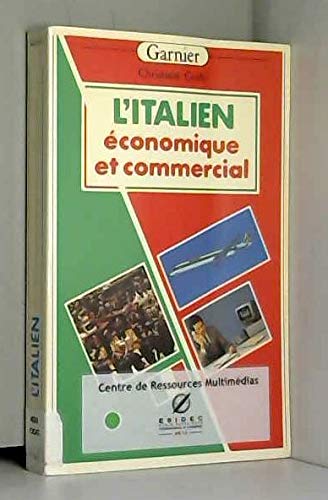 Garnier
L'ITALIEN
économique
et commercial
Centre de Ressources Multimédias
L'ITALIEN